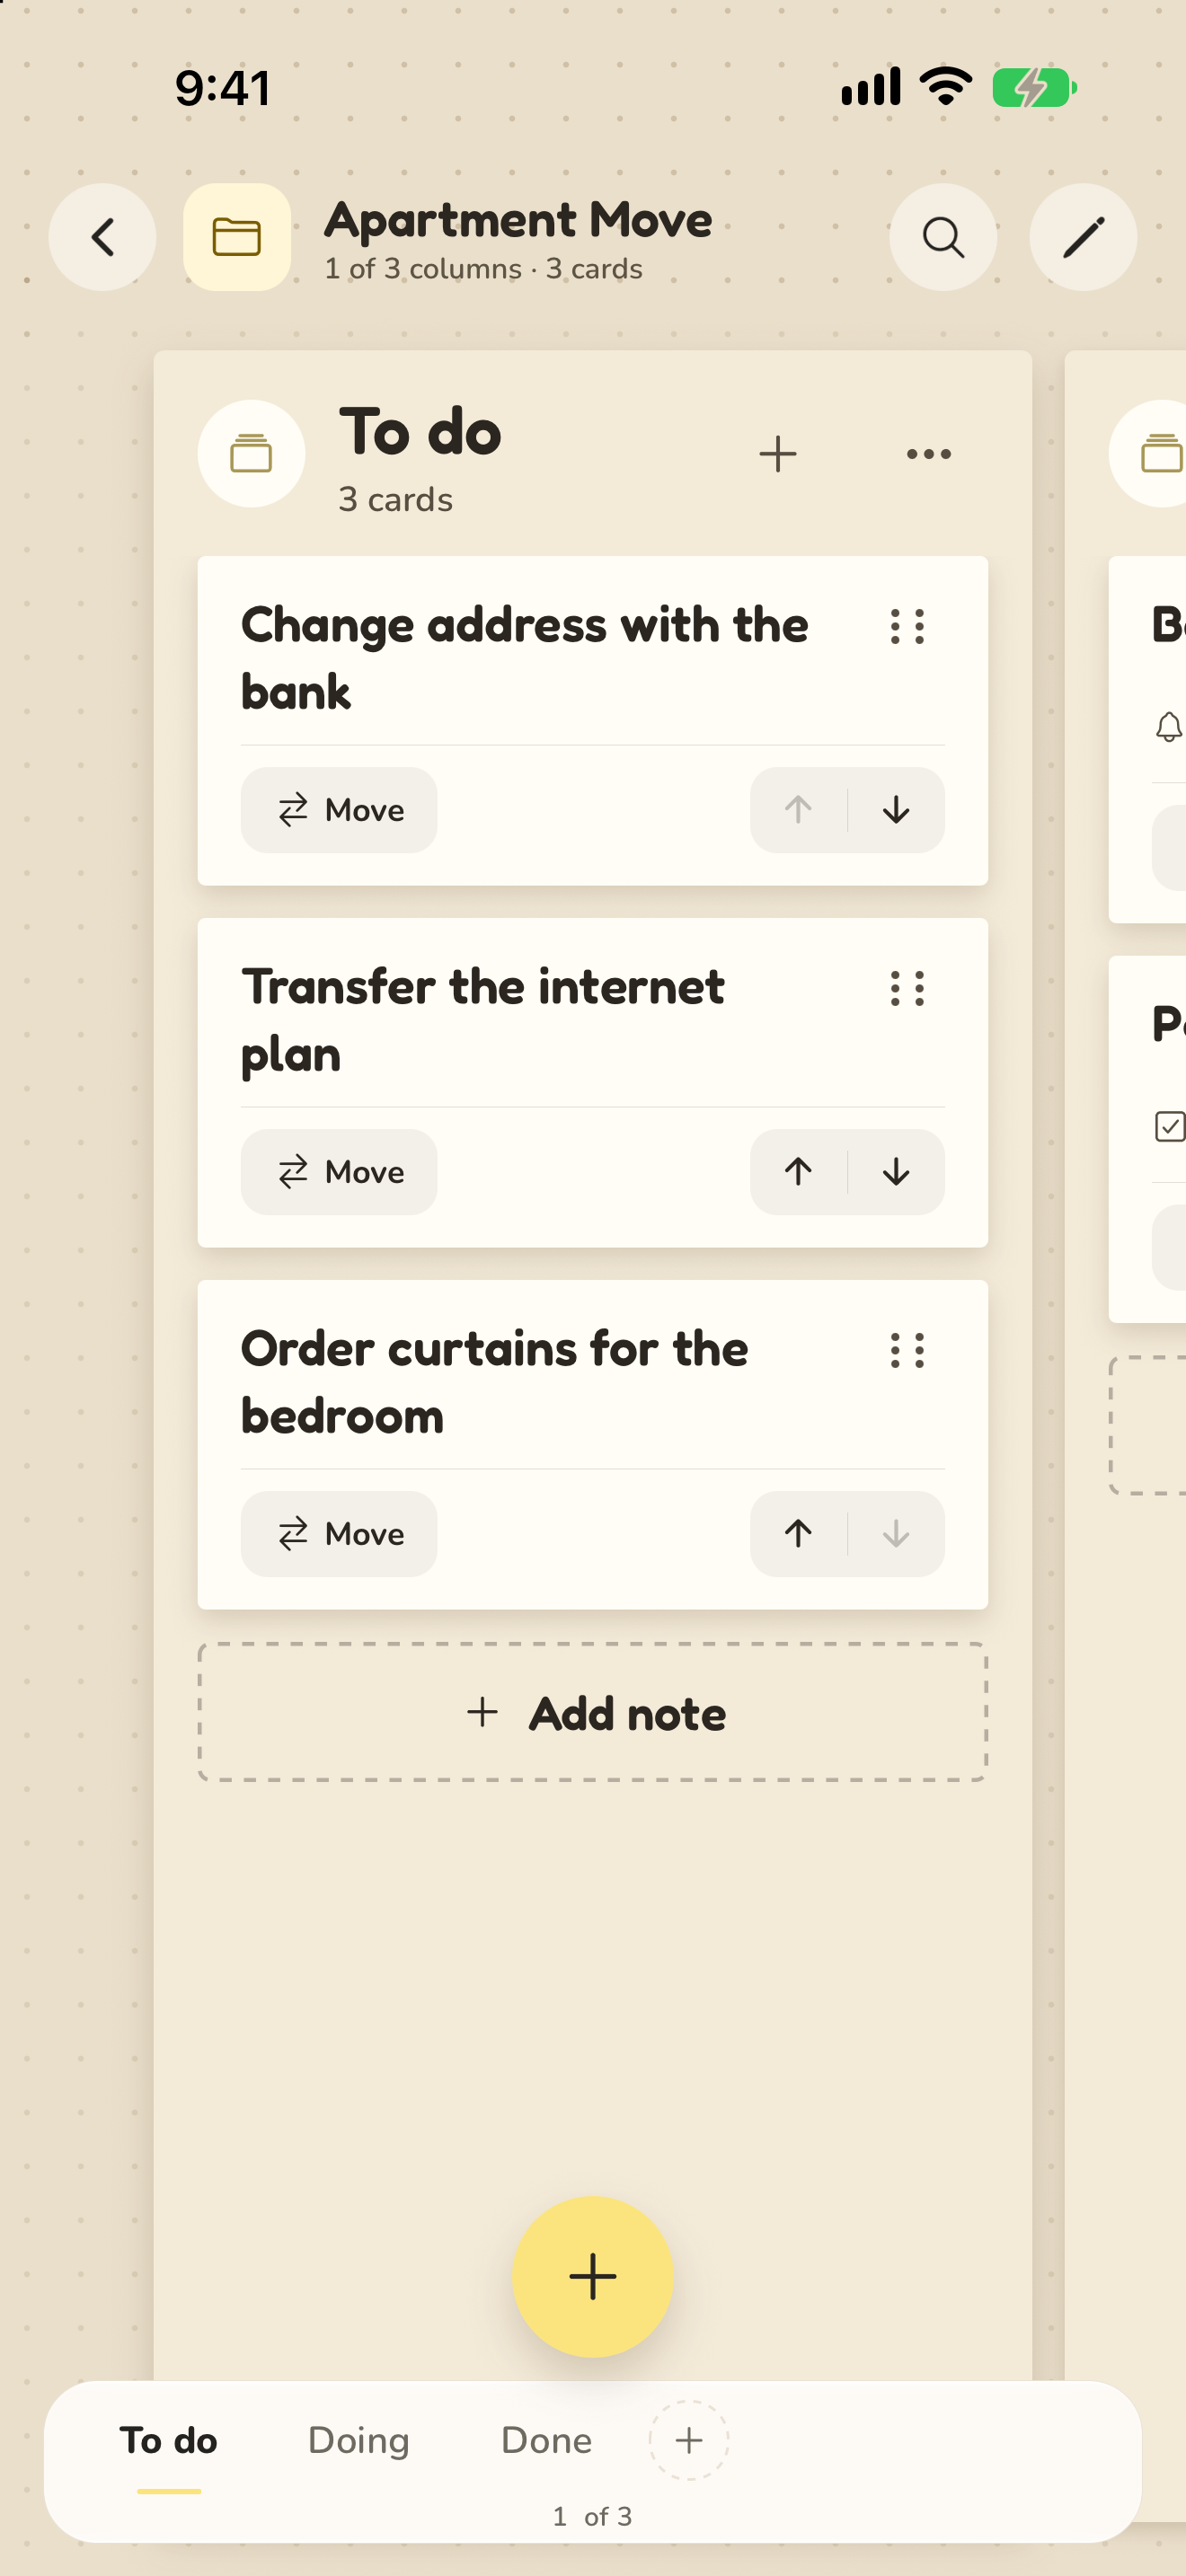 9:41
Apartment Move
1 of 3 columns · 3 cards
To do
3 cards
Change address with the
bank
Move
Transfer the internet
plan
Move
Order curtains for the
bedroom
Move
Add note
To do
Doing
Done
1 of 3